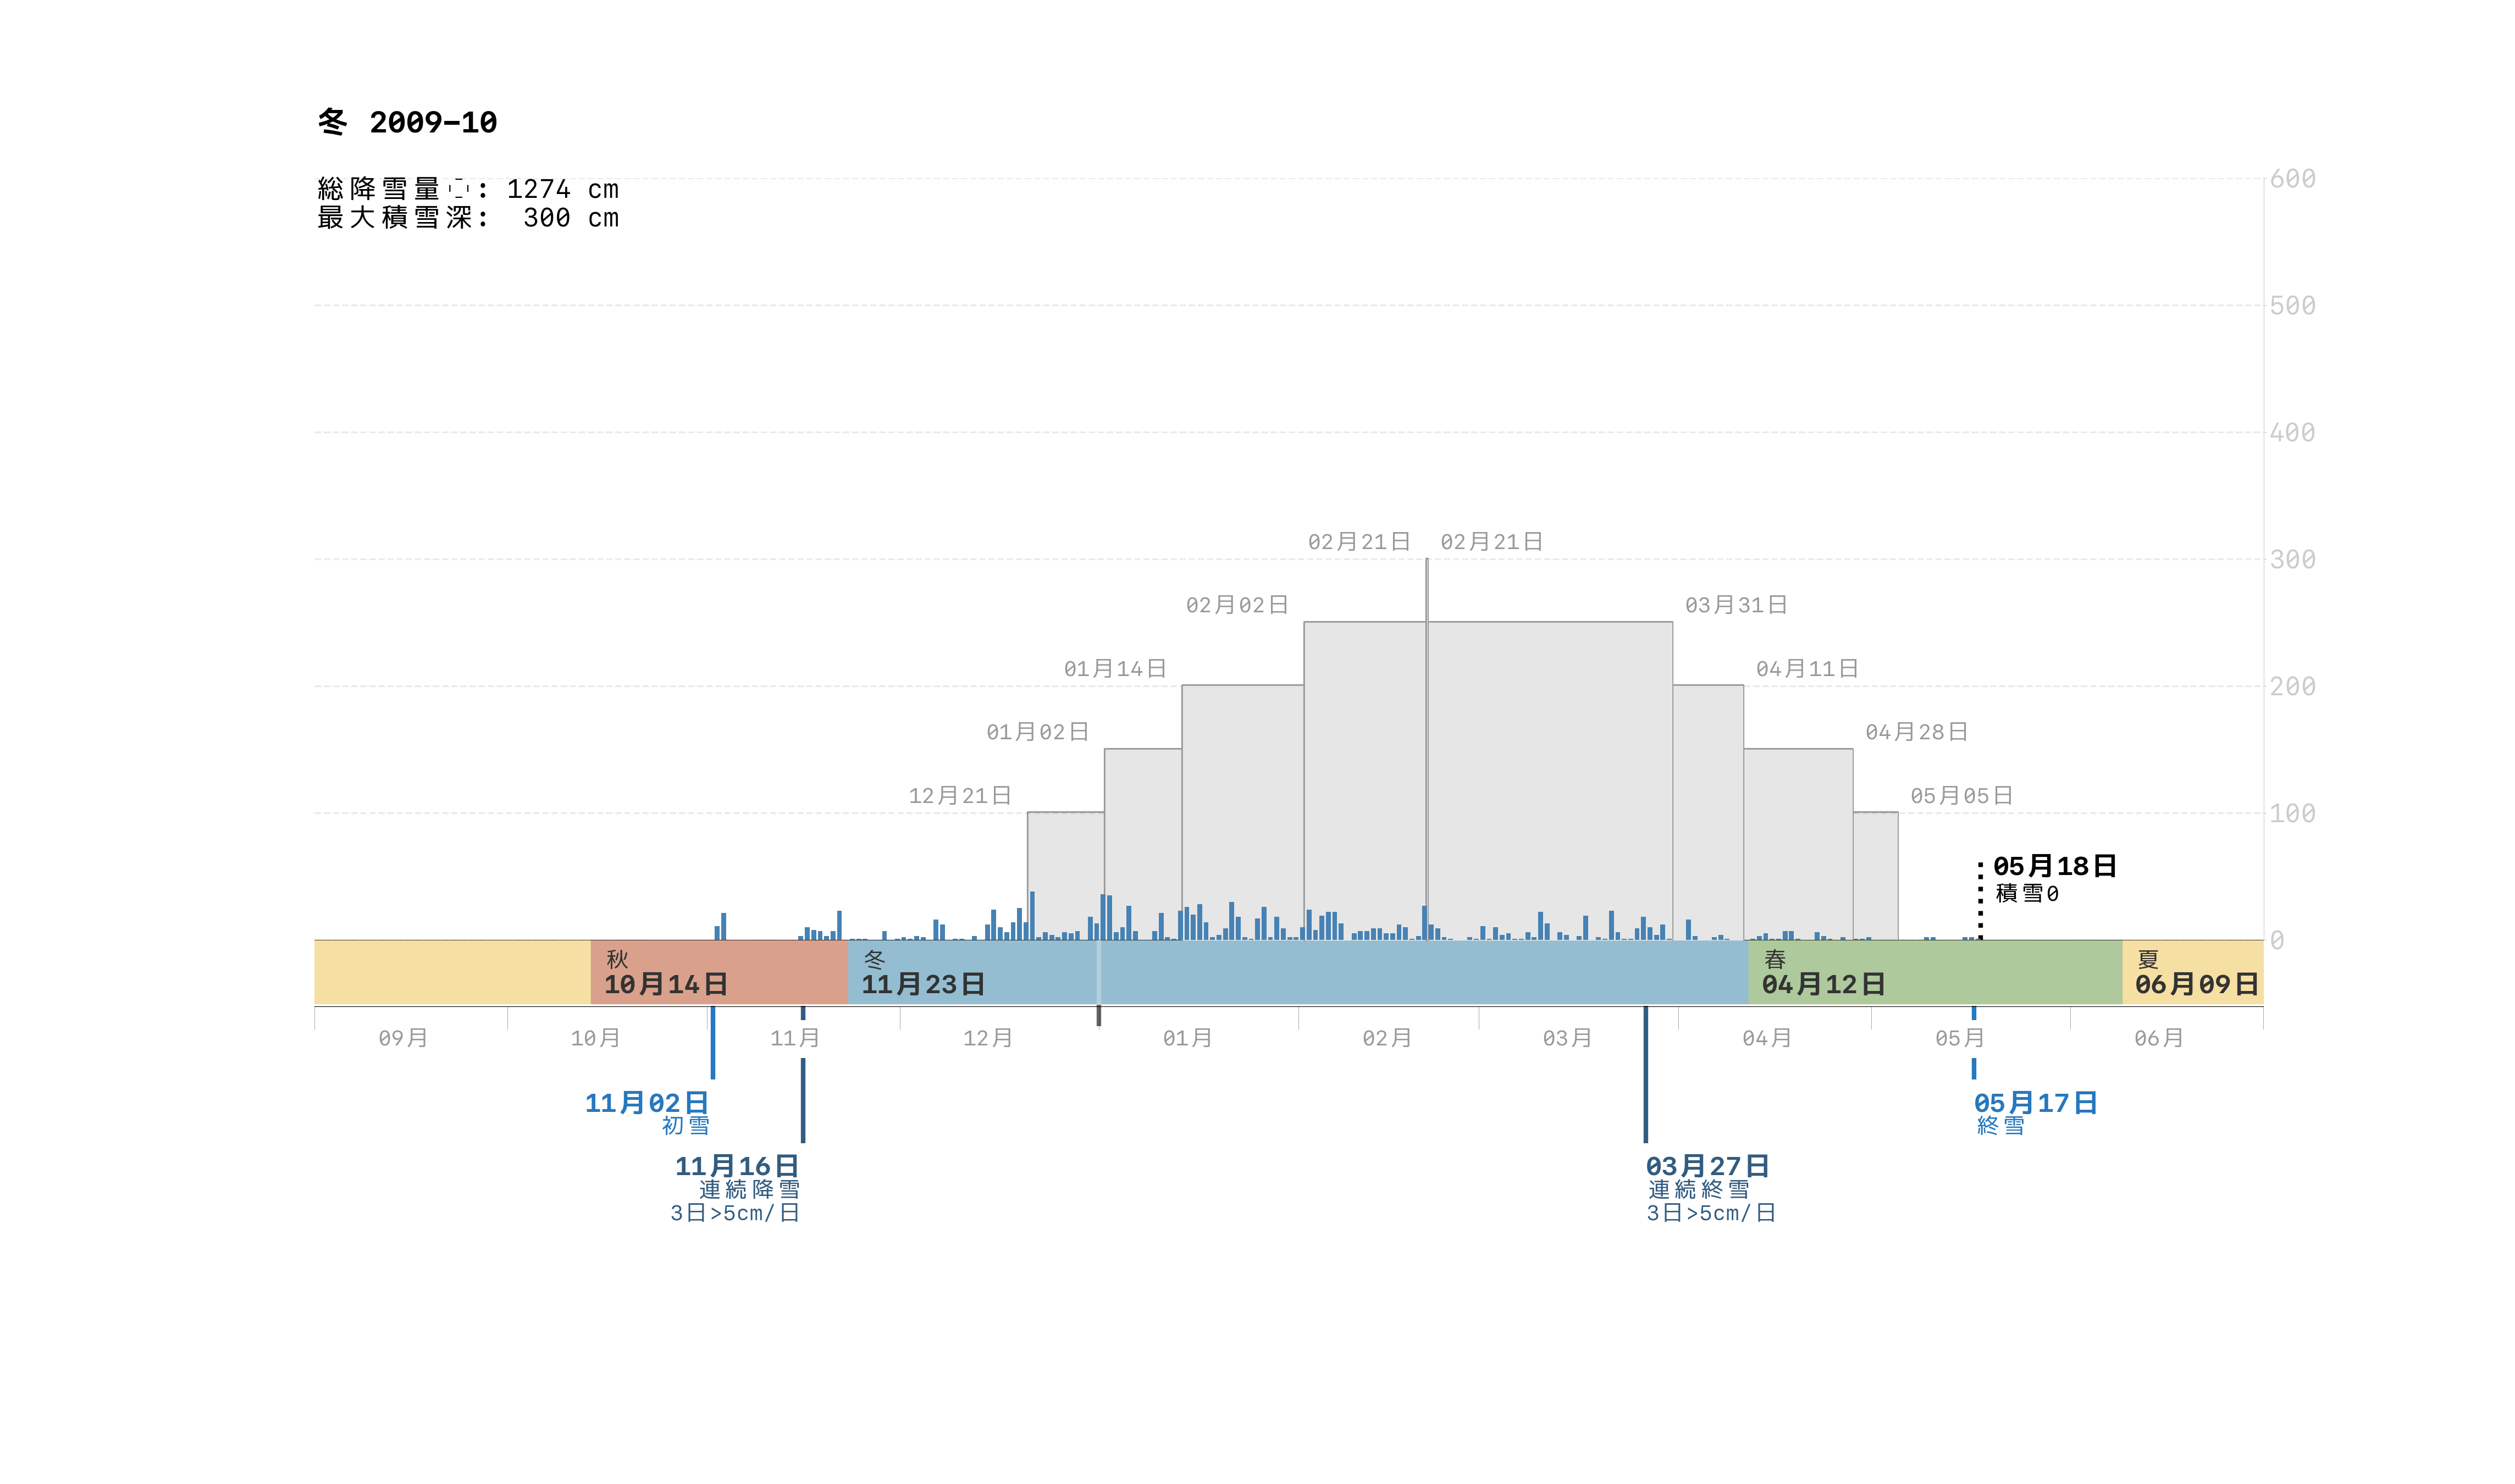 冬 2009-10
総降雪量: 1274 cm
最大積雪深: 300 cm
600
500
400
300
200
100
0
02月21日 02月21日
02月02日 03月31日
01月14日 04月11日
01月02日 04月28日
12月21日 05月05日
05月18日
積雪0
秋 冬 春 夏
10月14日 11月23日 04月12日 06月09日
09月 10月 11月 12月 01月 02月 03月 04月 05月 06月
11月02日 05月17日
初雪 終雪
11月16日 03月27日
連続降雪 連続終雪
3日>5cm/日 3日>5cm/日